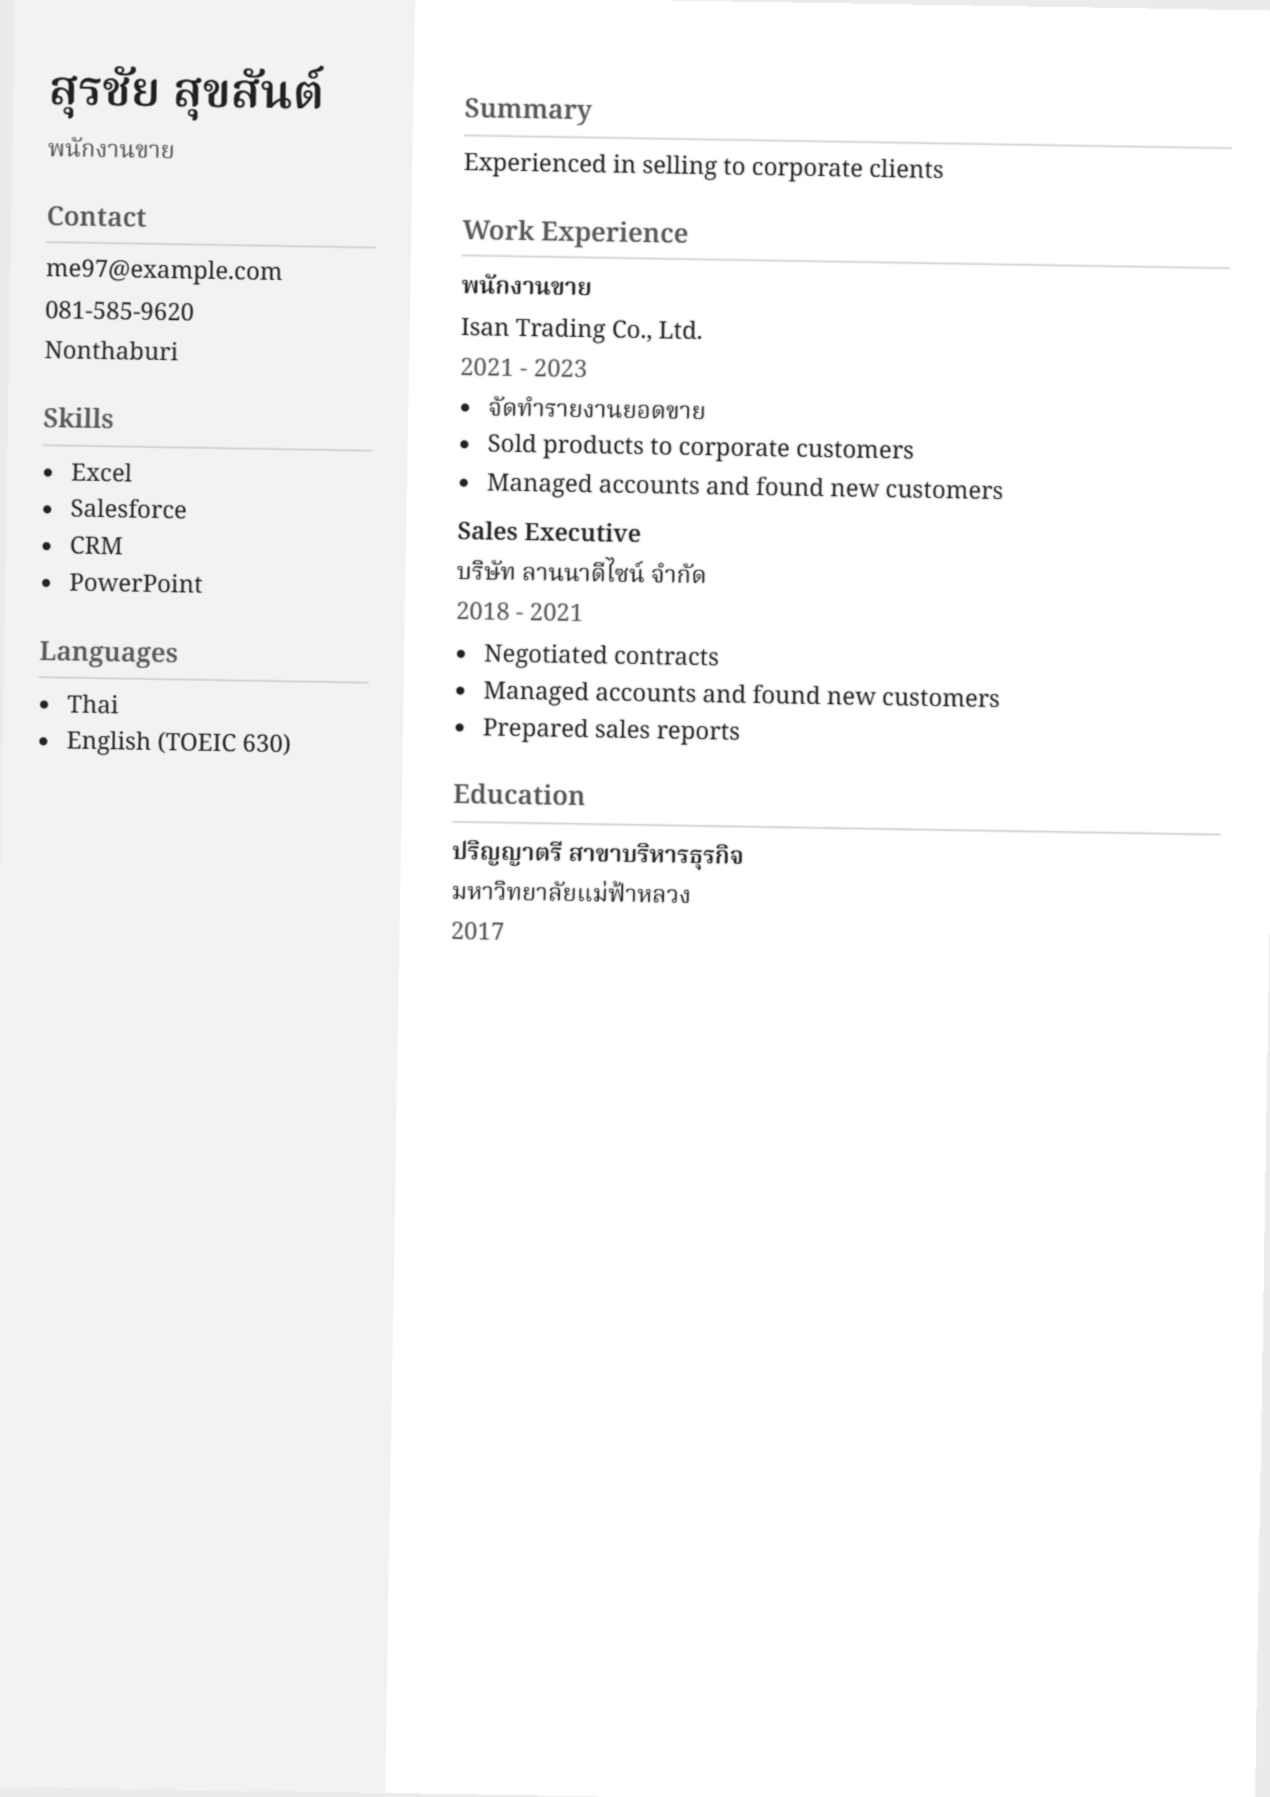 สุรชัย สุขสันต์
พนักงานขาย
Contact
me97@example.com
081-585-9620
Nonthaburi
Skills
• Excel
• Salesforce
• CRM
• PowerPoint
Languages
• Thai
• English (TOEIC 630)
Summary
Experienced in selling to corporate clients
Work Experience
พนักงานขาย
Isan Trading Co., Ltd.
2021 - 2023
• จัดทำรายงานยอดขาย
• Sold products to corporate customers
• Managed accounts and found new customers
Sales Executive
บริษัท ลานนาดีไซน์ จำกัด
2018 - 2021
• Negotiated contracts
• Managed accounts and found new customers
• Prepared sales reports
Education
ปริญญาตรี สาขาบริหารธุรกิจ
มหาวิทยาลัยแม่ฟ้าหลวง
2017